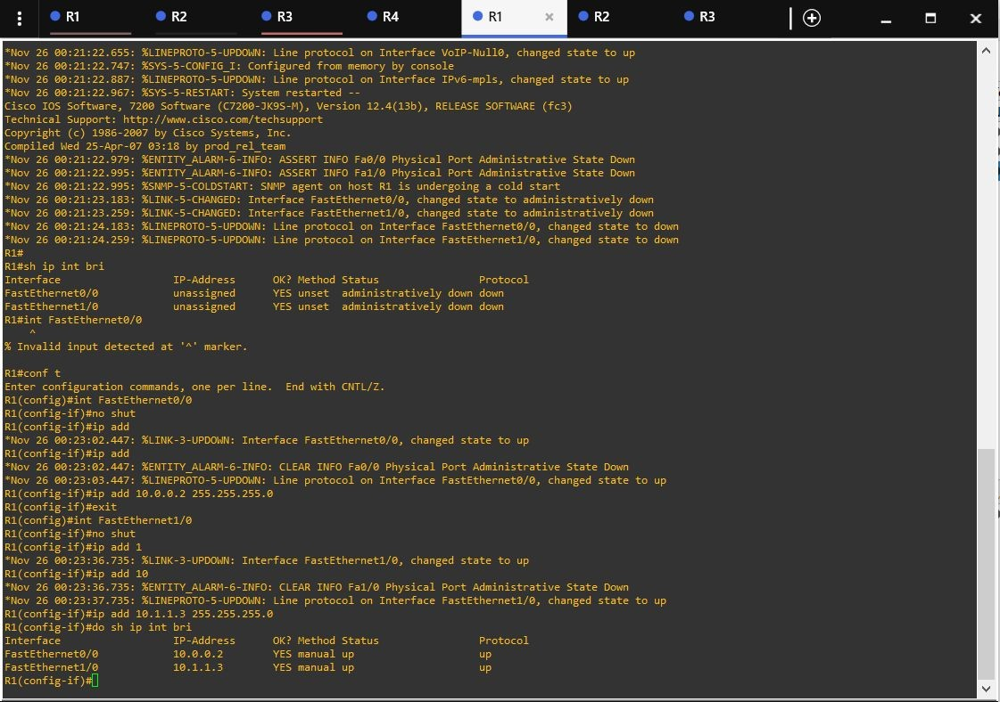 R1 R2 R3 R4 R1 × R2 R3
*Nov 26 00:21:22.655: %LINEPROTO-5-UPDOWN: Line protocol on Interface VoIP-Null0, changed state to up
*Nov 26 00:21:22.747: %SYS-5-CONFIG_I: Configured from memory by console
*Nov 26 00:21:22.887: %LINEPROTO-5-UPDOWN: Line protocol on Interface IPv6-mpls, changed state to up
*Nov 26 00:21:22.967: %SYS-5-RESTART: System restarted --
Cisco IOS Software, 7200 Software (C7200-JK9S-M), Version 12.4(13b), RELEASE SOFTWARE (fc3)
Technical Support: http://www.cisco.com/techsupport
Copyright (c) 1986-2007 by Cisco Systems, Inc.
Compiled Wed 25-Apr-07 03:18 by prod_rel_team
*Nov 26 00:21:22.979: %ENTITY_ALARM-6-INFO: ASSERT INFO Fa0/0 Physical Port Administrative State Down
*Nov 26 00:21:22.995: %ENTITY_ALARM-6-INFO: ASSERT INFO Fa1/0 Physical Port Administrative State Down
*Nov 26 00:21:22.995: %SNMP-5-COLDSTART: SNMP agent on host R1 is undergoing a cold start
*Nov 26 00:21:23.183: %LINK-5-CHANGED: Interface FastEthernet0/0, changed state to administratively down
*Nov 26 00:21:23.259: %LINK-5-CHANGED: Interface FastEthernet1/0, changed state to administratively down
*Nov 26 00:21:24.183: %LINEPROTO-5-UPDOWN: Line protocol on Interface FastEthernet0/0, changed state to down
*Nov 26 00:21:24.259: %LINEPROTO-5-UPDOWN: Line protocol on Interface FastEthernet1/0, changed state to down
R1#
R1#sh ip int bri
Interface                  IP-Address      OK? Method Status                Protocol
FastEthernet0/0            unassigned      YES unset  administratively down down
FastEthernet1/0            unassigned      YES unset  administratively down down
R1#int FastEthernet0/0
    ^
% Invalid input detected at '^' marker.
R1#conf t
Enter configuration commands, one per line.  End with CNTL/Z.
R1(config)#int FastEthernet0/0
R1(config-if)#no shut
R1(config-if)#ip add
*Nov 26 00:23:02.447: %LINK-3-UPDOWN: Interface FastEthernet0/0, changed state to up
R1(config-if)#ip add
*Nov 26 00:23:02.447: %ENTITY_ALARM-6-INFO: CLEAR INFO Fa0/0 Physical Port Administrative State Down
*Nov 26 00:23:03.447: %LINEPROTO-5-UPDOWN: Line protocol on Interface FastEthernet0/0, changed state to up
R1(config-if)#ip add 10.0.0.2 255.255.255.0
R1(config-if)#exit
R1(config)#int FastEthernet1/0
R1(config-if)#no shut
R1(config-if)#ip add 1
*Nov 26 00:23:36.735: %LINK-3-UPDOWN: Interface FastEthernet1/0, changed state to up
R1(config-if)#ip add 10
*Nov 26 00:23:36.735: %ENTITY_ALARM-6-INFO: CLEAR INFO Fa1/0 Physical Port Administrative State Down
*Nov 26 00:23:37.735: %LINEPROTO-5-UPDOWN: Line protocol on Interface FastEthernet1/0, changed state to up
R1(config-if)#ip add 10.1.1.3 255.255.255.0
R1(config-if)#do sh ip int bri
Interface                  IP-Address      OK? Method Status                Protocol
FastEthernet0/0            10.0.0.2        YES manual up                    up
FastEthernet1/0            10.1.1.3        YES manual up                    up
R1(config-if)#